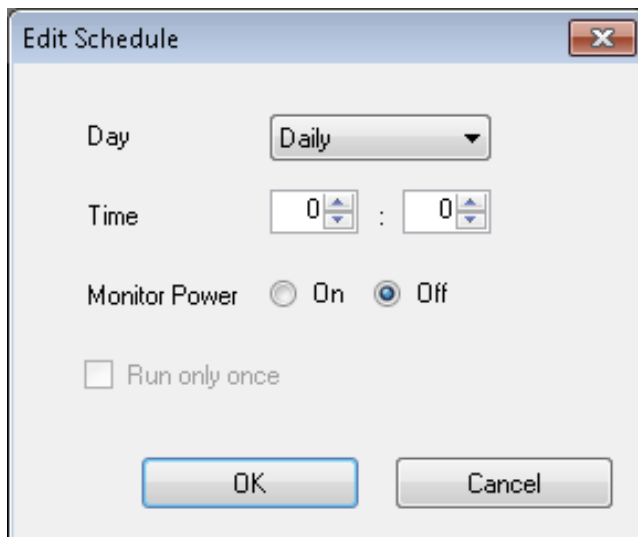 Edit Schedule
Day Daily
Time 0 : 0
Monitor Power On Off
Run only once
OK Cancel